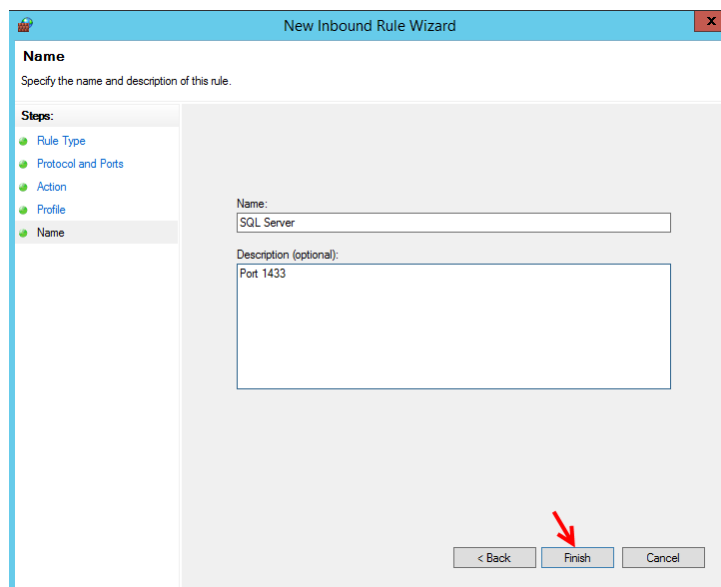 New Inbound Rule Wizard
x
Name
Specify the name and description of this rule.
Steps:
Rule Type
Protocol and Ports
Action
Profile
Name
Name:
SQL Server
Description (optional):
Port 1433
< Back
Finish
Cancel